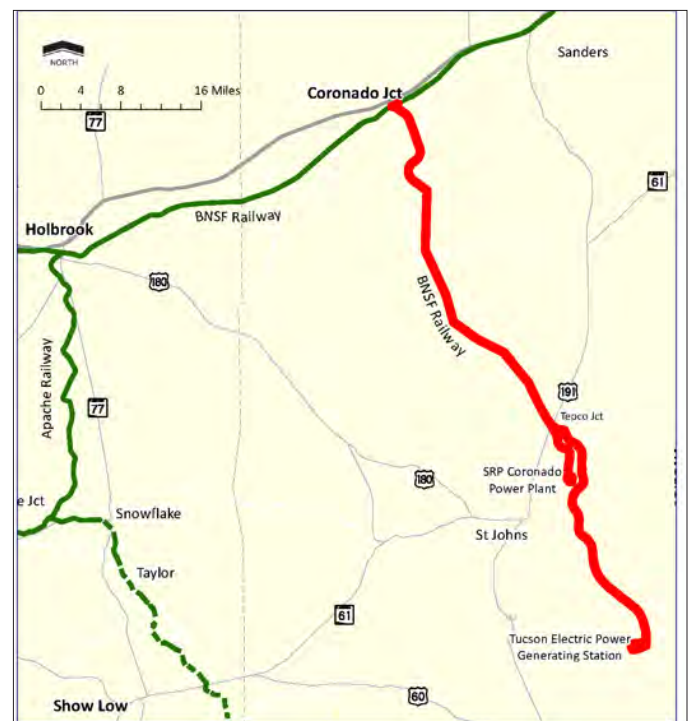 Sanders
NORTH
0 4 8 16 Miles
Coronado Jct
77
61
Holbrook
BNSF Railway
180
BNSF Railway
Apache Railway
191
77
Tepco Jct
180
SRP Coronado
Power Plant
e Jct
Snowflake
St Johns
Taylor
61
Tucson Electric Power
Generating Station
60
Show Low